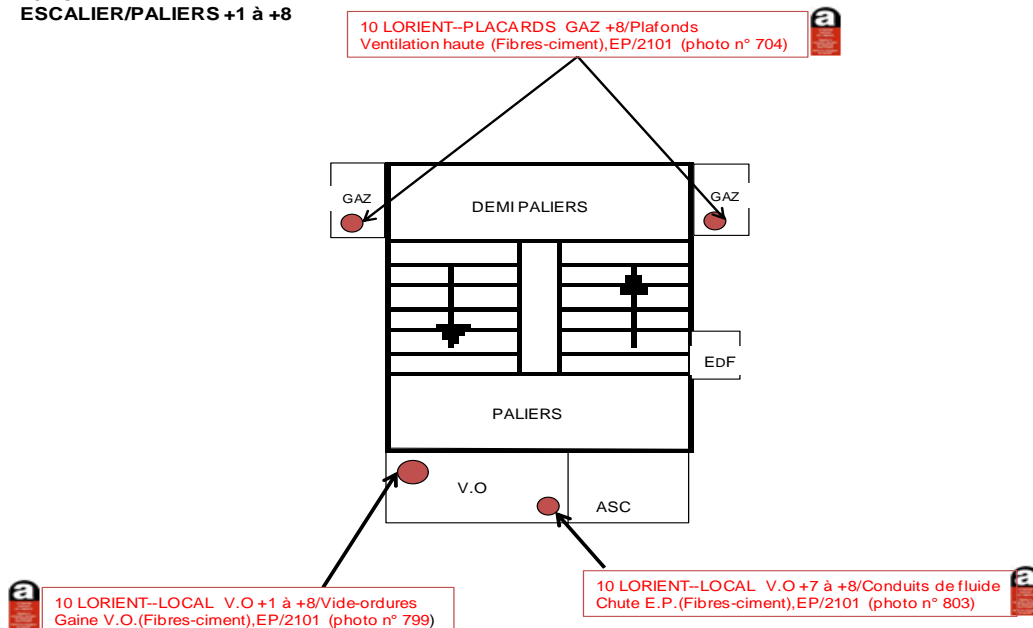 ESCALIER/PALIERS +1 à +8
10 LORIENT--PLACARDS GAZ +8/Plafonds
Ventilation haute (Fibres-ciment),EP/2101 (photo n° 704)
a
GAZ
GAZ
DEMI PALIERS
EDF
PALIERS
V.O
ASC
a
10 LORIENT--LOCAL V.O +1 à +8/Vide-ordures
Gaine V.O.(Fibres-ciment),EP/2101 (photo n° 799)
10 LORIENT--LOCAL V.O +7 à +8/Conduits de fluide
Chute E.P.(Fibres-ciment),EP/2101 (photo n° 803)
a